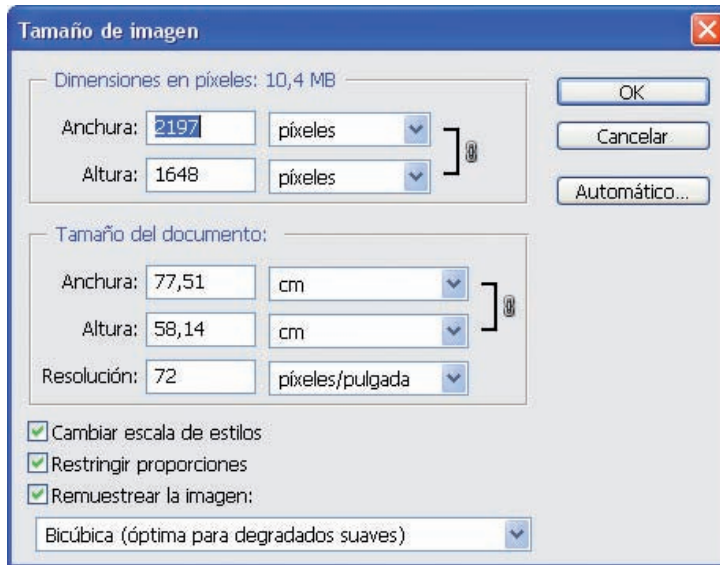 Tamaño de imagen
Dimensiones en píxeles: 10,4 MB
Anchura: 2197 píxeles
Altura: 1648 píxeles
OK
Cancelar
Automático...
Tamaño del documento:
Anchura: 77,51 cm
Altura: 58,14 cm
Resolución: 72 píxeles/pulgada
Cambiar escala de estilos
Restringir proporciones
Remuestrear la imagen:
Bicúbica (óptima para degradados suaves)